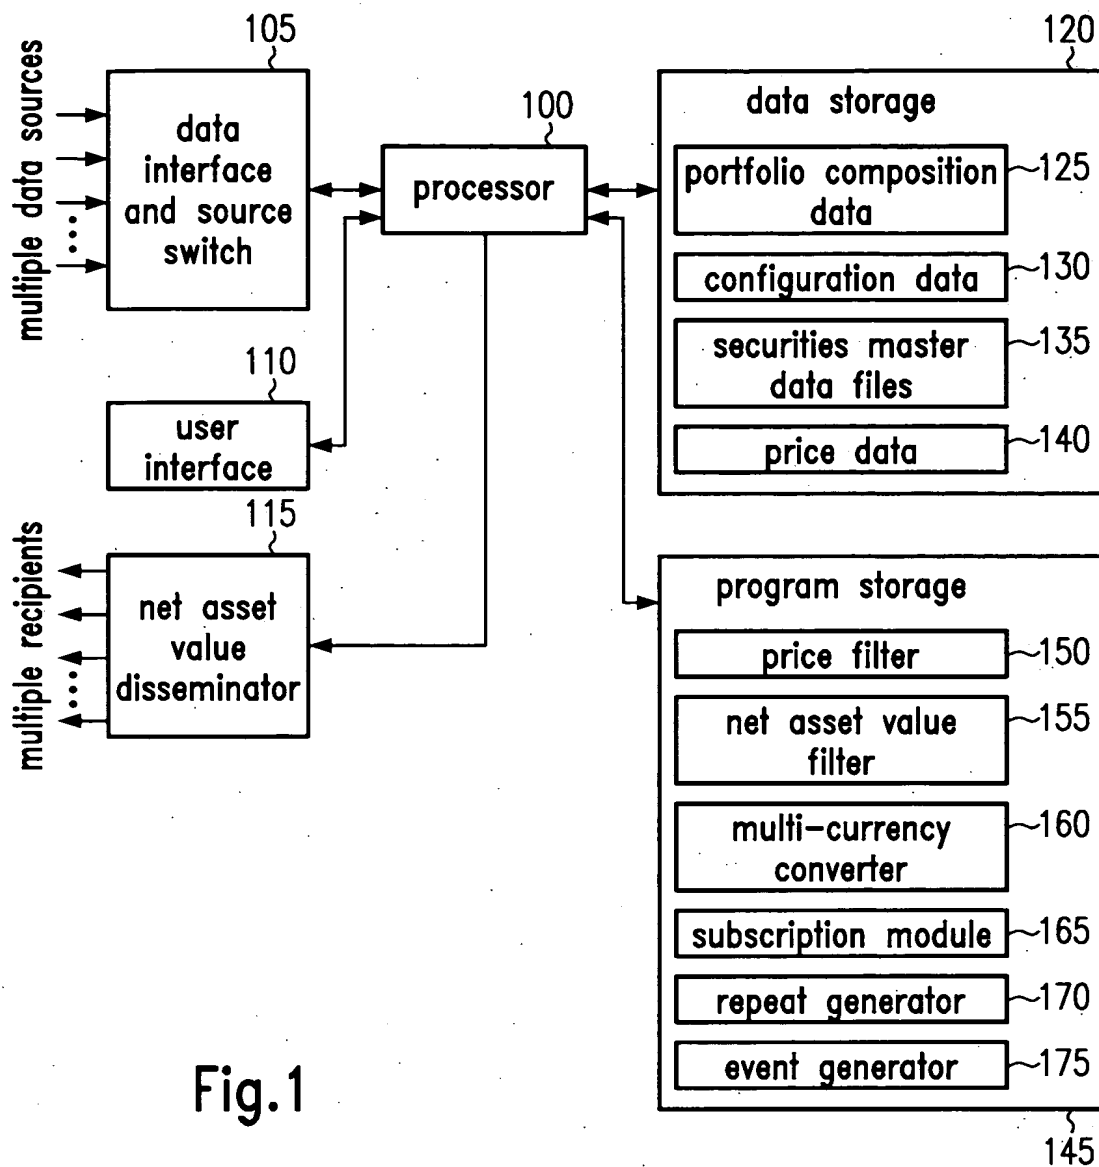 105
multiple data sources
data
interface
and source
switch
100
processor
110
user
interface
115
multiple recipients
net asset
value
disseminator
120
data storage
portfolio composition
data
125
configuration data
130
securities master
data files
135
price data
140
program storage
price filter
150
net asset value
filter
155
multi-currency
converter
160
subscription module
165
repeat generator
170
event generator
175
145
Fig.1